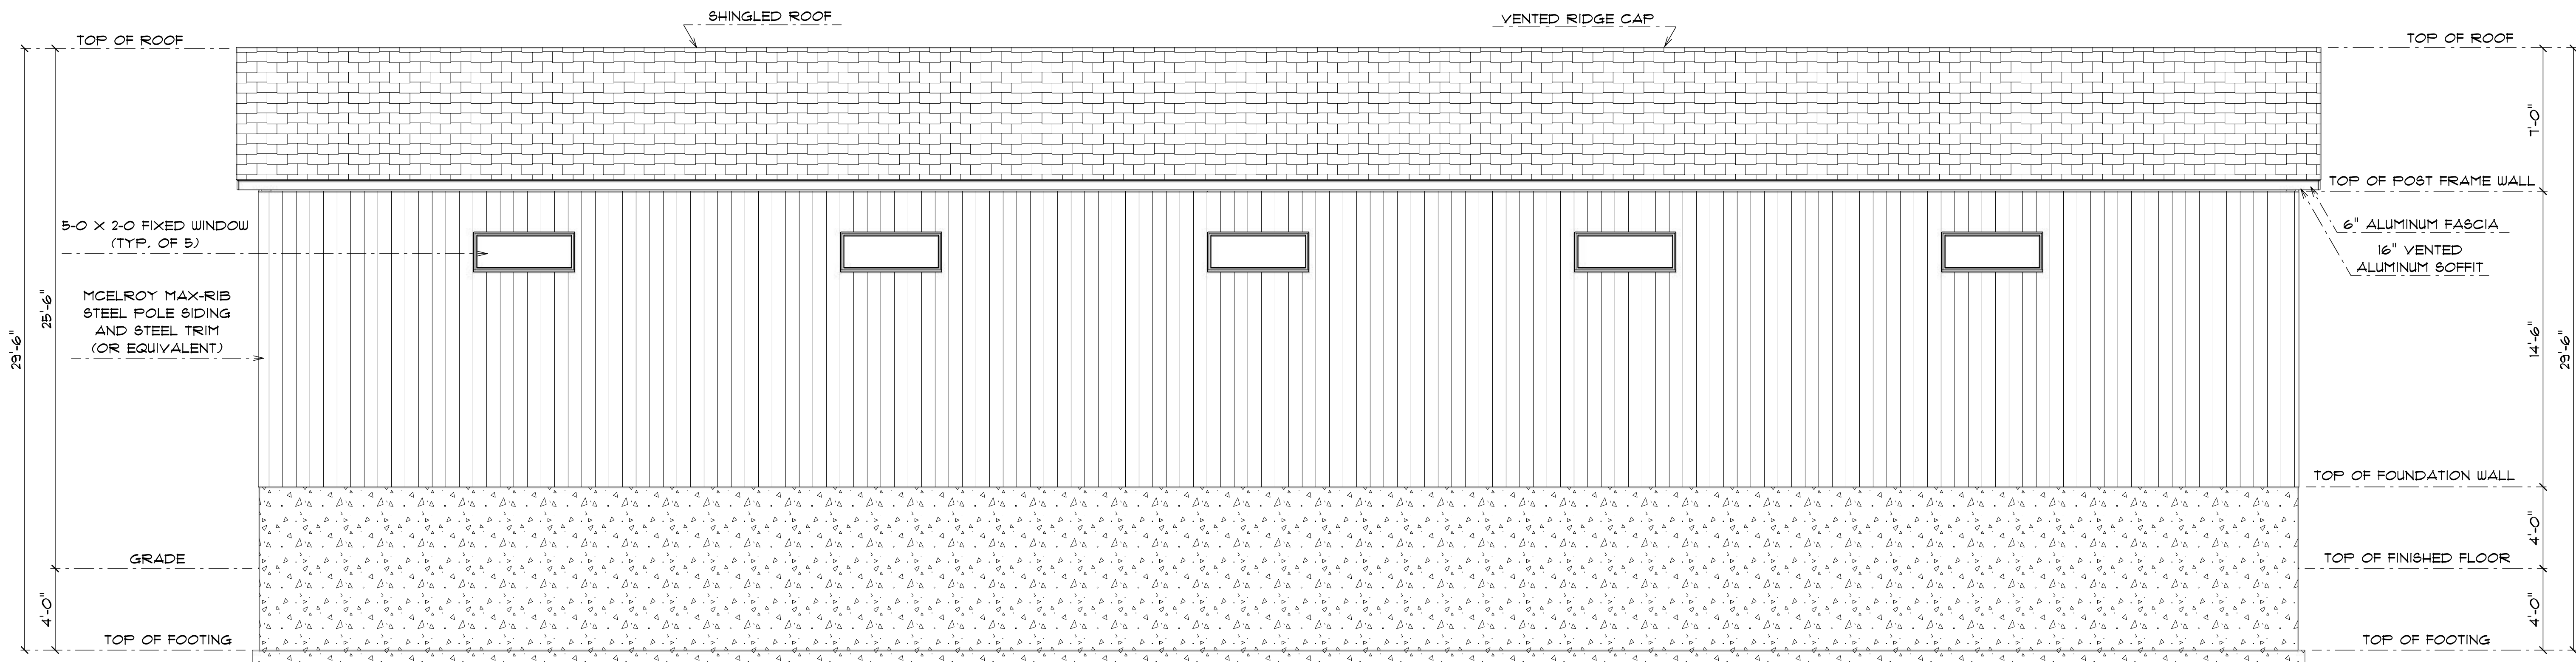 SHINGLED ROOF
VENTED RIDGE CAP
TOP OF ROOF
TOP OF ROOF
7'-0"
TOP OF POST FRAME WALL
5-0 X 2-0 FIXED WINDOW
(TYP. OF 5)
6" ALUMINUM FASCIA
16" VENTED
ALUMINUM SOFFIT
MCELROY MAX-RIB
STEEL POLE SIDING
AND STEEL TRIM
(OR EQUIVALENT)
29'-6"
25'-6"
14'-6"
29'-6"
TOP OF FOUNDATION WALL
4'-0"
GRADE
TOP OF FINISHED FLOOR
4'-0"
4'-0"
TOP OF FOOTING
TOP OF FOOTING